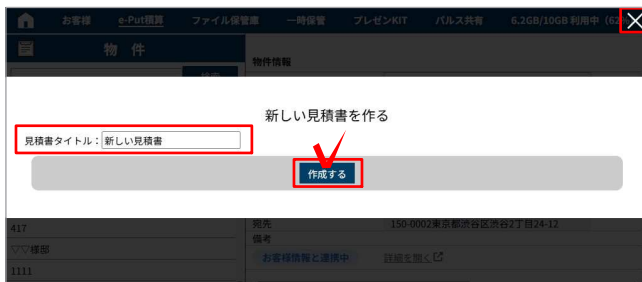 お客様 e-Put積算 ファイル保管庫 一時保管 プレゼンKIT パルス共有 6.2GB/10GB 利用中（62%
物 件
物件情報
検索
新しい見積書を作る
見積書タイトル：新しい見積書
作成する
417
宛先 150-0002東京都渋谷区渋谷2丁目24-12
備考
▽▽様邸
お客様情報と連携中 詳細を開く
1111